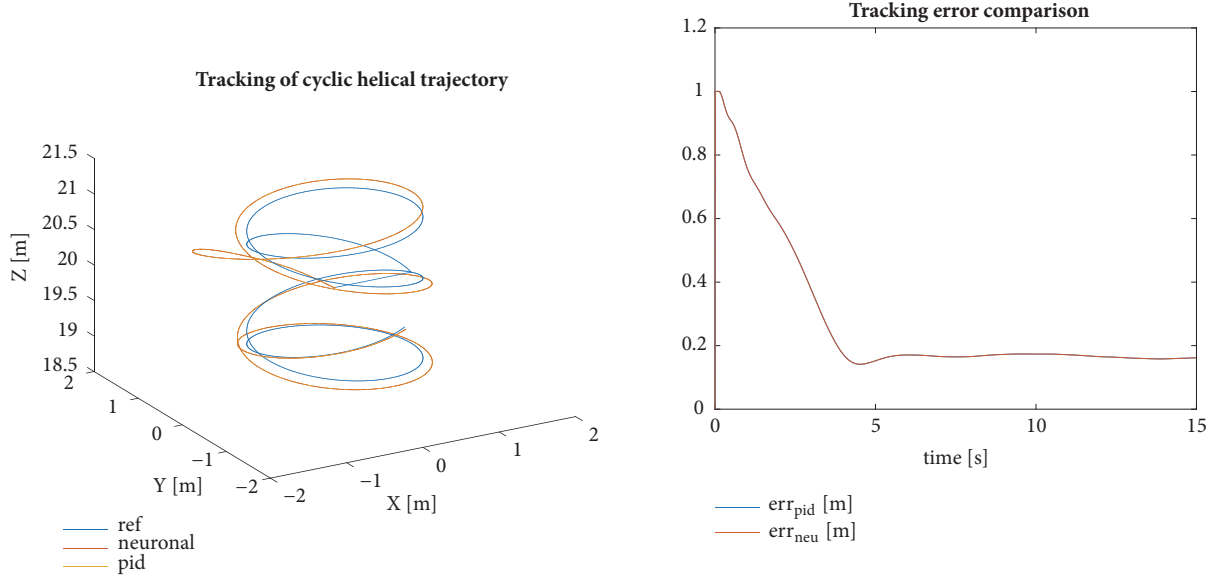 Tracking of cyclic helical trajectory
21.5
21
20.5
20
19.5
19
18.5
Z [m]
2
1
0
−1
−2
Y [m]
−2
−1
0
1
2
X [m]
ref
neuronal
pid
Tracking error comparison
1.2
1
0.8
0.6
0.4
0.2
0
0
5
10
15
time [s]
err_pid [m]
err_neu [m]